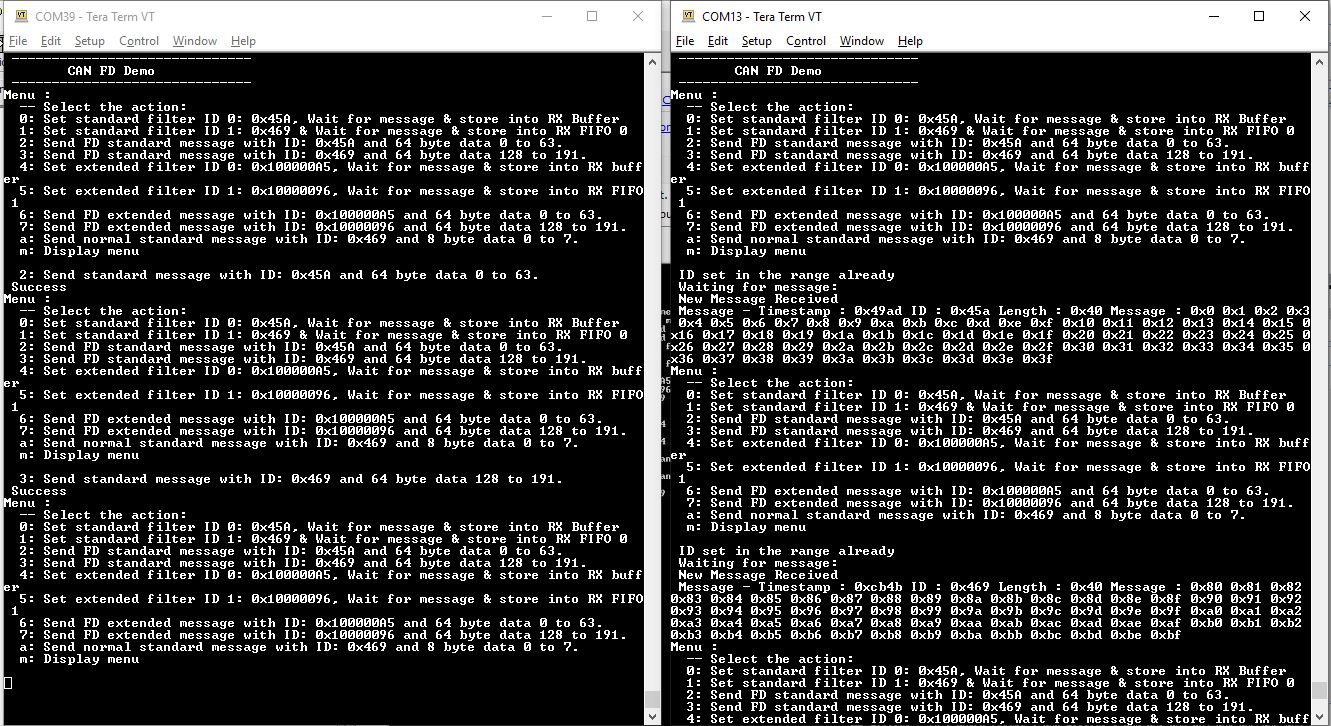 COM39 - Tera Term VT
File Edit Setup Control Window Help
------------------------------
CAN FD Demo
------------------------------
Menu :
-- Select the action:
0: Set standard filter ID 0: 0x45A, Wait for message & store into RX Buffer
1: Set standard filter ID 1: 0x469 & Wait for message & store into RX FIFO 0
2: Send FD standard message with ID: 0x45A and 64 byte data 0 to 63.
3: Send FD standard message with ID: 0x469 and 64 byte data 128 to 191.
4: Set extended filter ID 0: 0x100000A5, Wait for message & store into RX buff
er
5: Set extended filter ID 1: 0x10000096, Wait for message & store into RX FIFO
1
6: Send FD extended message with ID: 0x100000A5 and 64 byte data 0 to 63.
7: Send FD extended message with ID: 0x10000096 and 64 byte data 128 to 191.
a: Send normal standard message with ID: 0x469 and 8 byte data 0 to 7.
m: Display menu
2: Send standard message with ID: 0x45A and 64 byte data 0 to 63.
Success
Menu :
-- Select the action:
0: Set standard filter ID 0: 0x45A, Wait for message & store into RX Buffer
1: Set standard filter ID 1: 0x469 & Wait for message & store into RX FIFO 0
2: Send FD standard message with ID: 0x45A and 64 byte data 0 to 63.
3: Send FD standard message with ID: 0x469 and 64 byte data 128 to 191.
4: Set extended filter ID 0: 0x100000A5, Wait for message & store into RX buff
er
5: Set extended filter ID 1: 0x10000096, Wait for message & store into RX FIFO
1
6: Send FD extended message with ID: 0x100000A5 and 64 byte data 0 to 63.
7: Send FD extended message with ID: 0x10000096 and 64 byte data 128 to 191.
a: Send normal standard message with ID: 0x469 and 8 byte data 0 to 7.
m: Display menu
3: Send standard message with ID: 0x469 and 64 byte data 128 to 191.
Success
Menu :
-- Select the action:
0: Set standard filter ID 0: 0x45A, Wait for message & store into RX Buffer
1: Set standard filter ID 1: 0x469 & Wait for message & store into RX FIFO 0
2: Send FD standard message with ID: 0x45A and 64 byte data 0 to 63.
3: Send FD standard message with ID: 0x469 and 64 byte data 128 to 191.
4: Set extended filter ID 0: 0x100000A5, Wait for message & store into RX buff
er
5: Set extended filter ID 1: 0x10000096, Wait for message & store into RX FIFO
1
6: Send FD extended message with ID: 0x100000A5 and 64 byte data 0 to 63.
7: Send FD extended message with ID: 0x10000096 and 64 byte data 128 to 191.
a: Send normal standard message with ID: 0x469 and 8 byte data 0 to 7.
m: Display menu
COM13 - Tera Term VT
File Edit Setup Control Window Help
------------------------------
CAN FD Demo
------------------------------
Menu :
-- Select the action:
0: Set standard filter ID 0: 0x45A, Wait for message & store into RX Buffer
1: Set standard filter ID 1: 0x469 & Wait for message & store into RX FIFO 0
2: Send FD standard message with ID: 0x45A and 64 byte data 0 to 63.
3: Send FD standard message with ID: 0x469 and 64 byte data 128 to 191.
4: Set extended filter ID 0: 0x100000A5, Wait for message & store into RX buff
er
5: Set extended filter ID 1: 0x10000096, Wait for message & store into RX FIFO
1
6: Send FD extended message with ID: 0x100000A5 and 64 byte data 0 to 63.
7: Send FD extended message with ID: 0x10000096 and 64 byte data 128 to 191.
a: Send normal standard message with ID: 0x469 and 8 byte data 0 to 7.
m: Display menu
ID set in the range already
Waiting for message:
New Message Received
Message - Timestamp : 0x49ad ID : 0x45a Length : 0x40 Message : 0x0 0x1 0x2 0x3
0x4 0x5 0x6 0x7 0x8 0x9 0xa 0xb 0xc 0xd 0xe 0xf 0x10 0x11 0x12 0x13 0x14 0x15 0
x16 0x17 0x18 0x19 0x1a 0x1b 0x1c 0x1d 0x1e 0x1f 0x20 0x21 0x22 0x23 0x24 0x25 0
x26 0x27 0x28 0x29 0x2a 0x2b 0x2c 0x2d 0x2e 0x2f 0x30 0x31 0x32 0x33 0x34 0x35 0
x36 0x37 0x38 0x39 0x3a 0x3b 0x3c 0x3d 0x3e 0x3f
Menu :
-- Select the action:
0: Set standard filter ID 0: 0x45A, Wait for message & store into RX Buffer
1: Set standard filter ID 1: 0x469 & Wait for message & store into RX FIFO 0
2: Send FD standard message with ID: 0x45A and 64 byte data 0 to 63.
3: Send FD standard message with ID: 0x469 and 64 byte data 128 to 191.
4: Set extended filter ID 0: 0x100000A5, Wait for message & store into RX buff
er
5: Set extended filter ID 1: 0x10000096, Wait for message & store into RX FIFO
1
6: Send FD extended message with ID: 0x100000A5 and 64 byte data 0 to 63.
7: Send FD extended message with ID: 0x10000096 and 64 byte data 128 to 191.
a: Send normal standard message with ID: 0x469 and 8 byte data 0 to 7.
m: Display menu
ID set in the range already
Waiting for message:
New Message Received
Message - Timestamp : 0xcb4b ID : 0x469 Length : 0x40 Message : 0x80 0x81 0x82
0x83 0x84 0x85 0x86 0x87 0x88 0x89 0x8a 0x8b 0x8c 0x8d 0x8e 0x8f 0x90 0x91 0x92
0x93 0x94 0x95 0x96 0x97 0x98 0x99 0x9a 0x9b 0x9c 0x9d 0x9e 0x9f 0xa0 0xa1 0xa2
0xa3 0xa4 0xa5 0xa6 0xa7 0xa8 0xa9 0xaa 0xab 0xac 0xad 0xae 0xaf 0xb0 0xb1 0xb2
0xb3 0xb4 0xb5 0xb6 0xb7 0xb8 0xb9 0xba 0xbb 0xbc 0xbd 0xbe 0xbf
Menu :
-- Select the action:
0: Set standard filter ID 0: 0x45A, Wait for message & store into RX Buffer
1: Set standard filter ID 1: 0x469 & Wait for message & store into RX FIFO 0
2: Send FD standard message with ID: 0x45A and 64 byte data 0 to 63.
3: Send FD standard message with ID: 0x469 and 64 byte data 128 to 191.
4: Set extended filter ID 0: 0x100000A5, Wait for message & store into RX buff